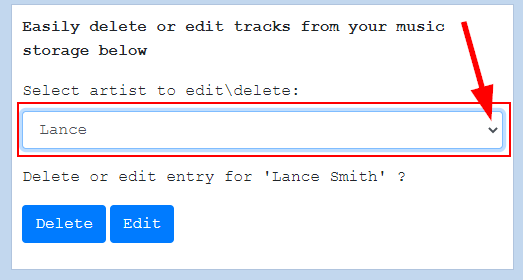 Easily delete or edit tracks from your music
storage below
Select artist to edit\delete:
Lance
Delete or edit entry for 'Lance Smith' ?
Delete Edit